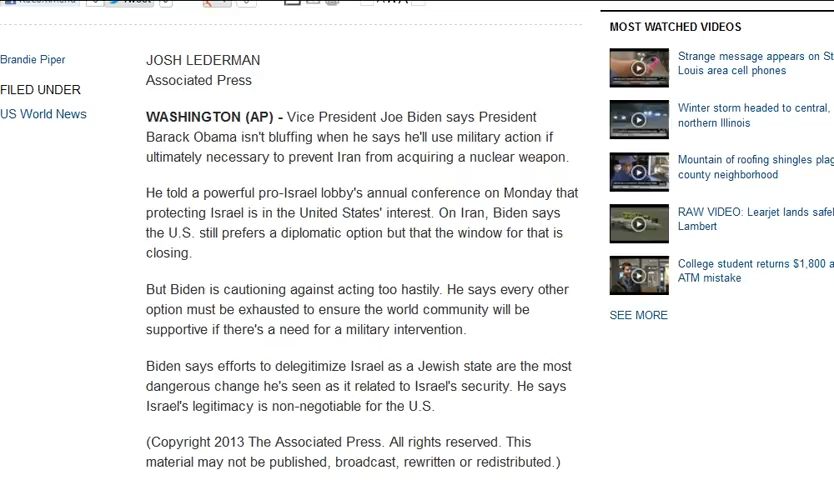 MOST WATCHED VIDEOS
Brandie Piper
FILED UNDER
US World News
JOSH LEDERMAN
Associated Press
WASHINGTON (AP) - Vice President Joe Biden says President
Barack Obama isn't bluffing when he says he'll use military action if
ultimately necessary to prevent Iran from acquiring a nuclear weapon.
He told a powerful pro-Israel lobby's annual conference on Monday that
protecting Israel is in the United States' interest. On Iran, Biden says
the U.S. still prefers a diplomatic option but that the window for that is
closing.
But Biden is cautioning against acting too hastily. He says every other
option must be exhausted to ensure the world community will be
supportive if there's a need for a military intervention.
Biden says efforts to delegitimize Israel as a Jewish state are the most
dangerous change he's seen as it related to Israel's security. He says
Israel's legitimacy is non-negotiable for the U.S.
(Copyright 2013 The Associated Press. All rights reserved. This
material may not be published, broadcast, rewritten or redistributed.)
Strange message appears on St
Louis area cell phones
Winter storm headed to central,
northern Illinois
Mountain of roofing shingles
county neighborhood
RAW VIDEO: Learjet lands
Lambert
College student returns $1,800
ATM mistake
SEE MORE